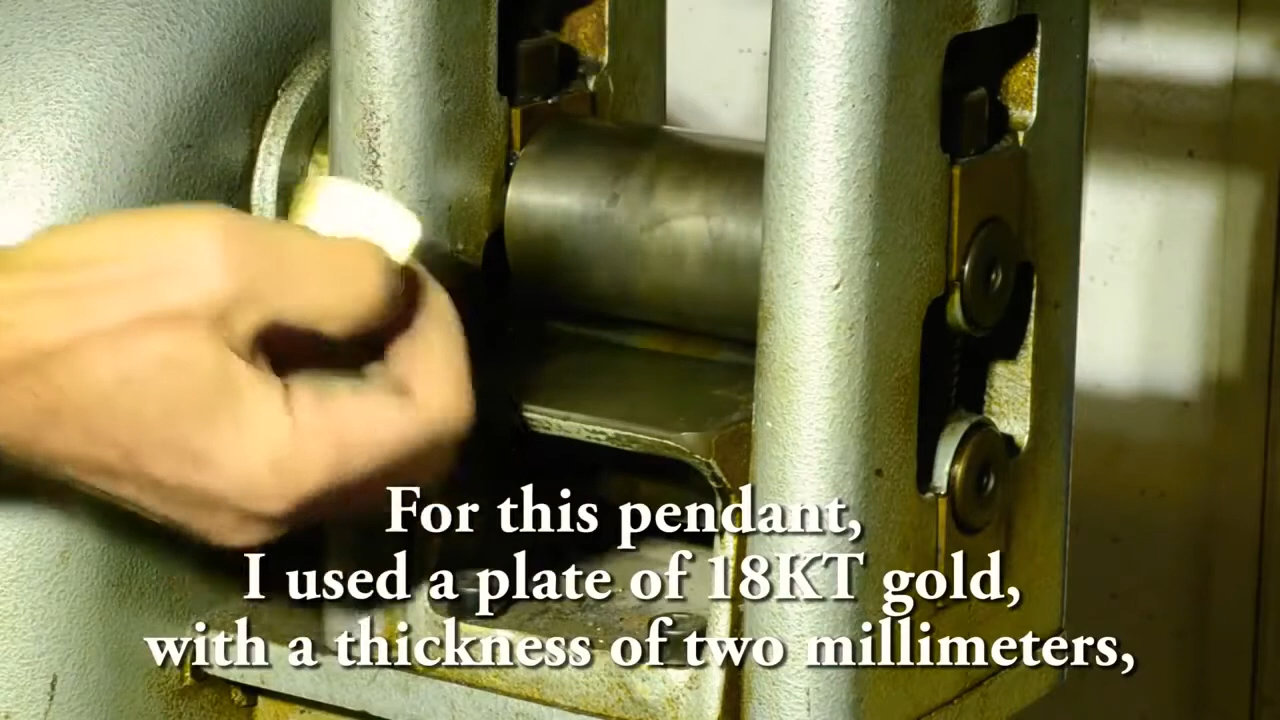 For this pendant,
I used a plate of 18KT gold,
with a thickness of two millimeters,